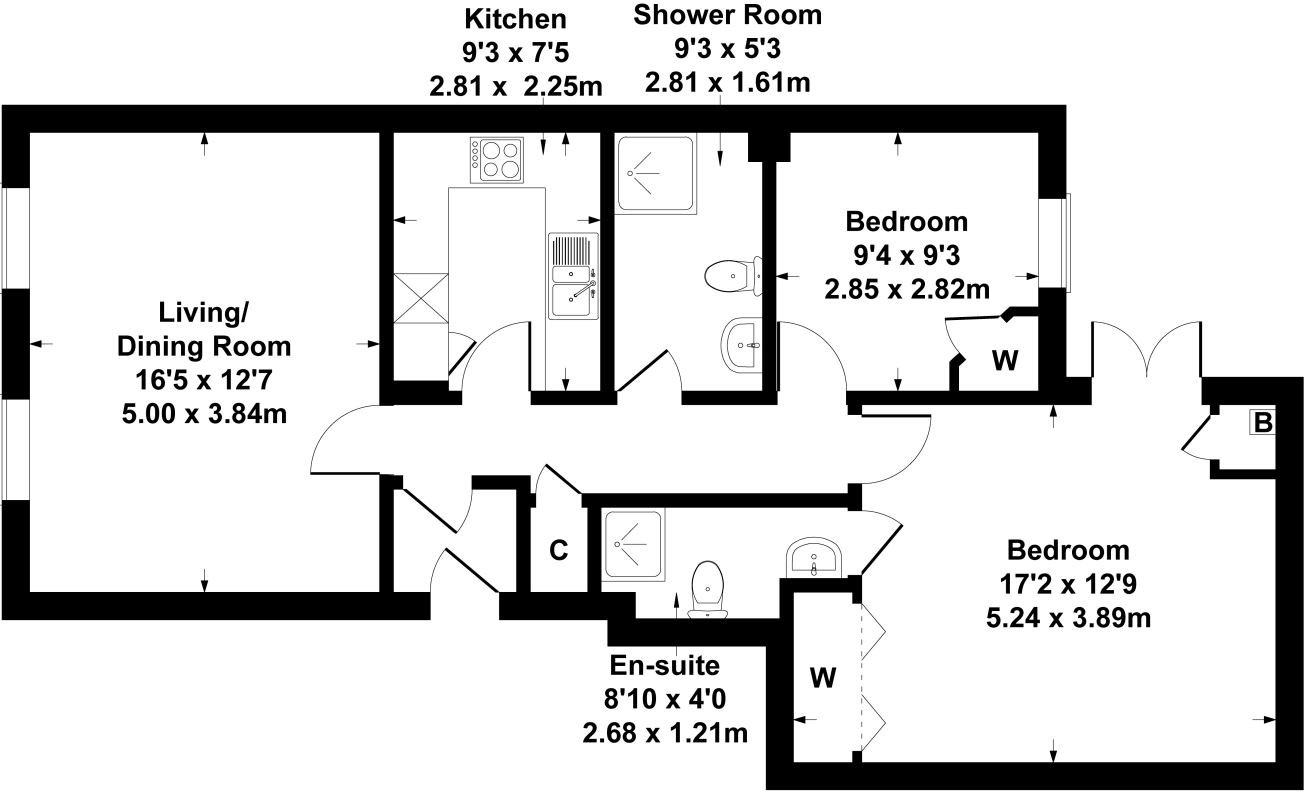 Kitchen
9'3 x 7'5
2.81 x  2.25m
Shower Room
9'3 x 5'3
2.81 x 1.61m
Living/
Dining Room
16'5 x 12'7
5.00 x 3.84m
Bedroom
9'4 x 9'3
2.85 x 2.82m
W
B
C
Bedroom
17'2 x 12'9
5.24 x 3.89m
W
En-suite
8'10 x 4'0
2.68 x 1.21m